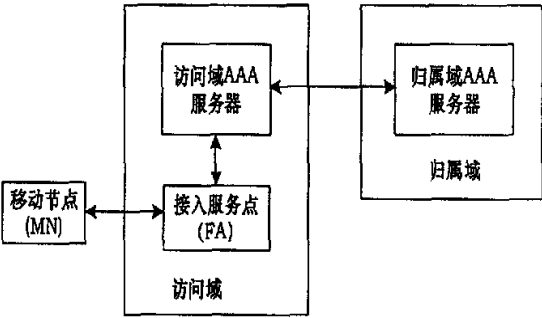 访问域AAA
服务器
归属域AAA
服务器
归属域
移动节点
(MN)
接入服务点
(FA)
访问域